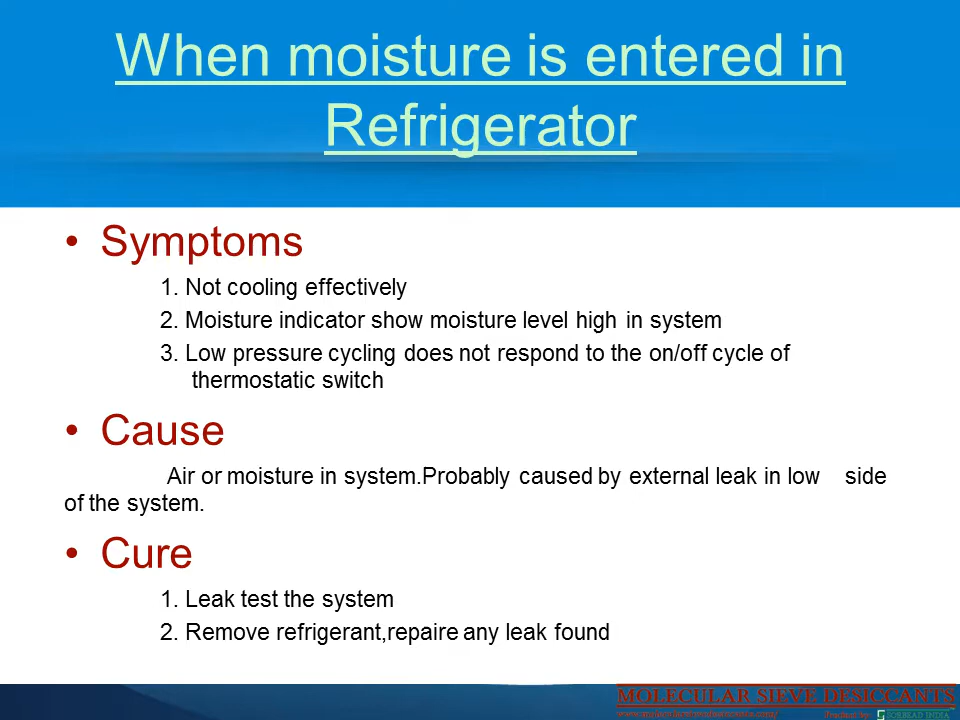 When moisture is entered in
Refrigerator
• Symptoms
1. Not cooling effectively
2. Moisture indicator show moisture level high in system
3. Low pressure cycling does not respond to the on/off cycle of
thermostatic switch
• Cause
Air or moisture in system.Probably caused by external leak in low side
of the system.
• Cure
1. Leak test the system
2. Remove refrigerant,repaire any leak found
MOLECULAR SIEVE DESICCANTS
SORBEAD INDIA